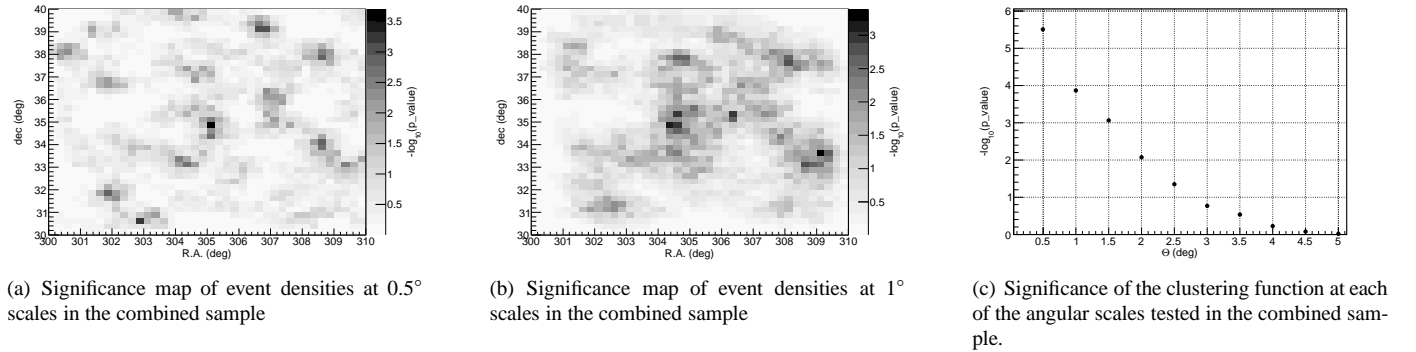 40
39
38
37
36
35
34
33
32
31
30
dec (deg)
300 301 302 303 304 305 306 307 308 309 310
R.A. (deg)
3.5
3
2.5
2
1.5
1
0.5
-log10(p_value)
40
39
38
37
36
35
34
33
32
31
30
dec (deg)
300 301 302 303 304 305 306 307 308 309 310
R.A. (deg)
3
2.5
2
1.5
1
0.5
-log10(p_value)
6
5
4
3
2
1
0
-log10(p_value)
0.5 1 1.5 2 2.5 3 3.5 4 4.5 5
Θ (deg)
(a) Significance map of event densities at 0.5°
scales in the combined sample
(b) Significance map of event densities at 1°
scales in the combined sample
(c) Significance of the clustering function at each
of the angular scales tested in the combined sam-
ple.